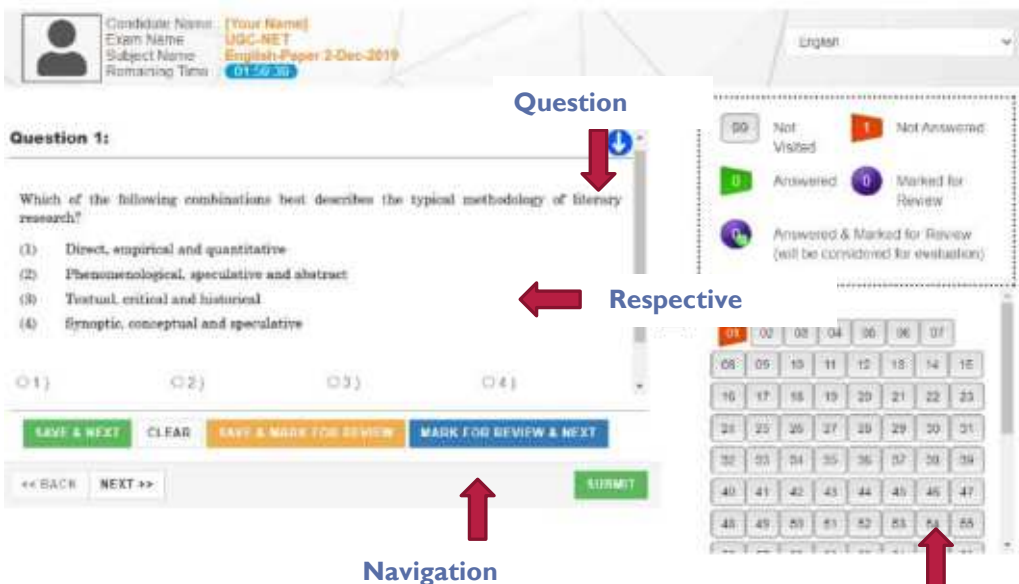 Candidate Name : [Your Name]
Exam Name : UGC-NET
Subject Name : English-Paper 2-Dec-2019
Remaining Time :
English
Question
Question 1:
Which of the following combinations best describes the typical methodology of literary
research?
(1) Direct, empirical and quantitative
(2) Phenomenological, speculative and abstract
(3) Textual, critical and historical
(4) Synoptic, conceptual and speculative
1) 2) 3) 4)
SAVE & NEXT CLEAR SAVE & MARK FOR REVIEW MARK FOR REVIEW & NEXT
<< BACK NEXT >> SUBMIT
Navigation
Not
Visited
1 Not Answered
0 Answered
0 Marked for
Review
Answered & Marked for Review
(will be considered for evaluation)
Respective
01 02 03 04 05 06 07
08 09 10 11 12 13 14 15
16 17 18 19 20 21 22 23
24 25 26 27 28 29 30 31
32 33 34 35 36 37 38 39
40 41 42 43 44 45 46 47
48 49 50 51 52 53 54 55